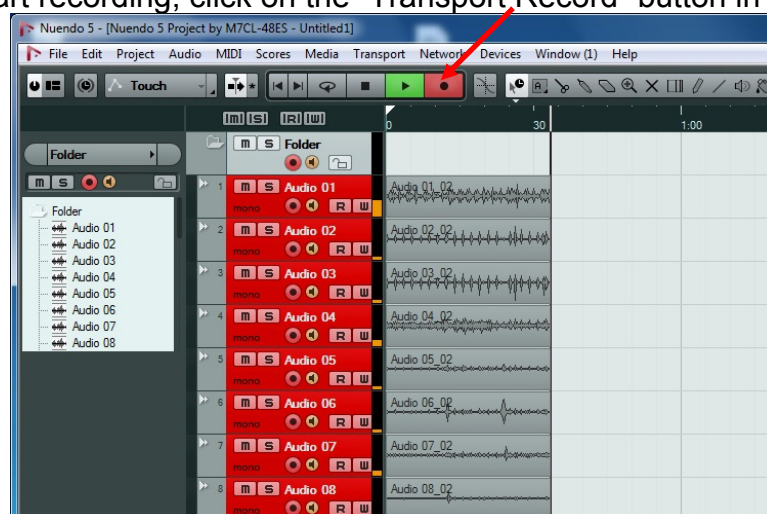 art recording, click on the "Transport Record" button in
Nuendo 5 - [Nuendo 5 Project by M7CL-48ES - Untitled1]
File Edit Project Audio MIDI Scores Media Transport Network Devices Window (1) Help
Touch
m S R W
0 30 1:00
Folder
m S Folder
m S
1 m S Audio 01
mono R W
Audio 01_02
Folder
Audio 01
Audio 02
Audio 03
Audio 04
Audio 05
Audio 06
Audio 07
Audio 08
2 m S Audio 02
mono R W
Audio 02_02
3 m S Audio 03
mono R W
Audio 03_02
4 m S Audio 04
mono R W
Audio 04_02
5 m S Audio 05
mono R W
Audio 05_02
6 m S Audio 06
mono R W
Audio 06_02
7 m S Audio 07
mono R W
Audio 07_02
8 m S Audio 08
mono R W
Audio 08_02